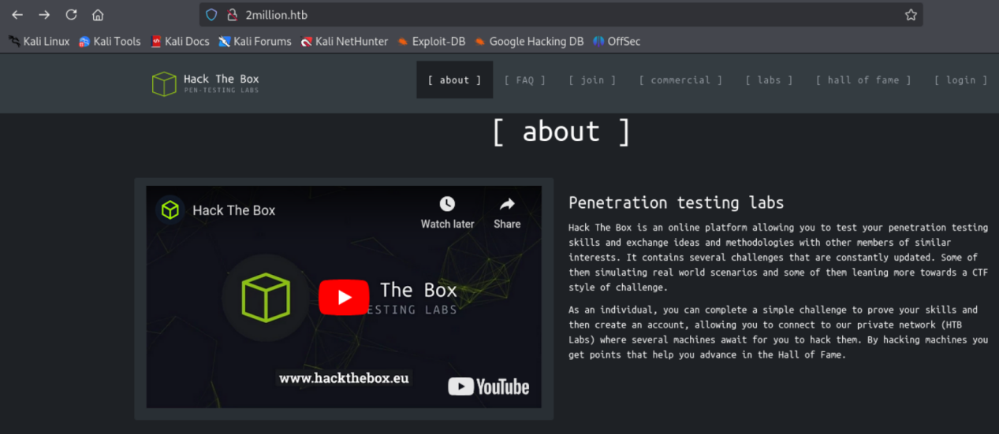 2million.htb
Kali Linux Kali Tools Kali Docs Kali Forums Kali NetHunter Exploit-DB Google Hacking DB OffSec
Hack The Box
PEN-TESTING LABS
[ about ] [ FAQ ] [ join ] [ commercial ] [ labs ] [ hall of fame ] [ login ]
[ about ]
Hack The Box
Watch later Share
The Box
ESTING LABS
www.hackthebox.eu
YouTube
Penetration testing labs
Hack The Box is an online platform allowing you to test your penetration testing
skills and exchange ideas and methodologies with other members of similar
interests. It contains several challenges that are constantly updated. Some of
them simulating real world scenarios and some of them leaning more towards a CTF
style of challenge.
As an individual, you can complete a simple challenge to prove your skills and
then create an account, allowing you to connect to our private network (HTB
Labs) where several machines await for you to hack them. By hacking machines you
get points that help you advance in the Hall of Fame.